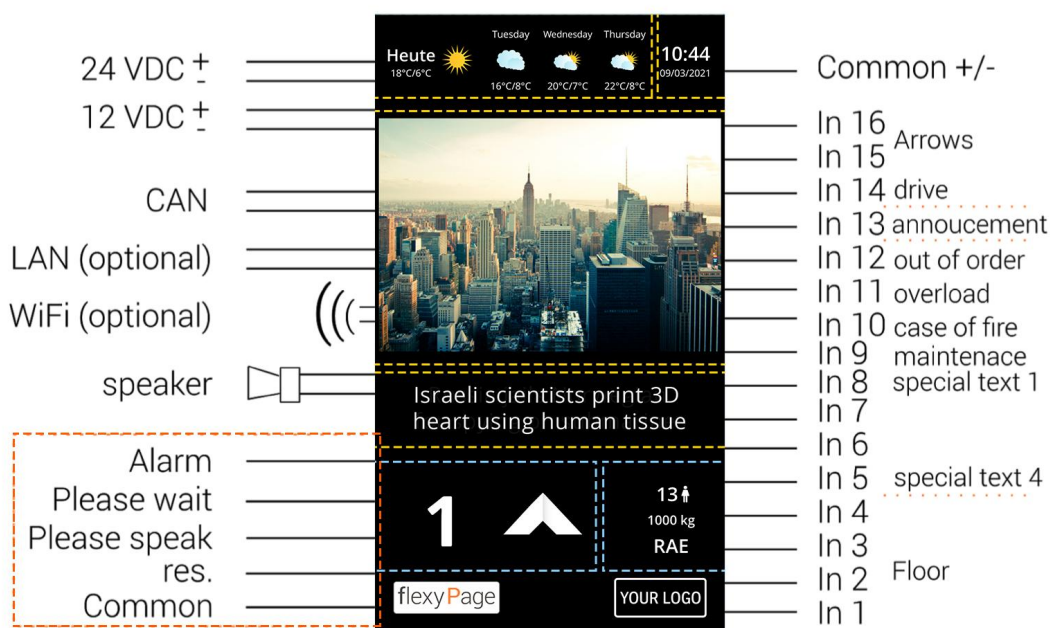 24 VDC +
-
12 VDC +
-
CAN
LAN (optional)
WiFi (optional)
speaker
Alarm
Please wait
Please speak
res.
Common
Heute
18°C/6°C
Tuesday
16°C/8°C
Wednesday
20°C/7°C
Thursday
22°C/8°C
10:44
09/03/2021
Israeli scientists print 3D
heart using human tissue
1
13
1000 kg
RAE
flexyPage
YOUR LOGO
Common +/-
In 16
Arrows
In 15
In 14 drive
In 13 annoucement
In 12 out of order
In 11 overload
In 10 case of fire
In 9 maintenace
In 8 special text 1
In 7
In 6
In 5 special text 4
In 4
In 3
In 2 Floor
In 1